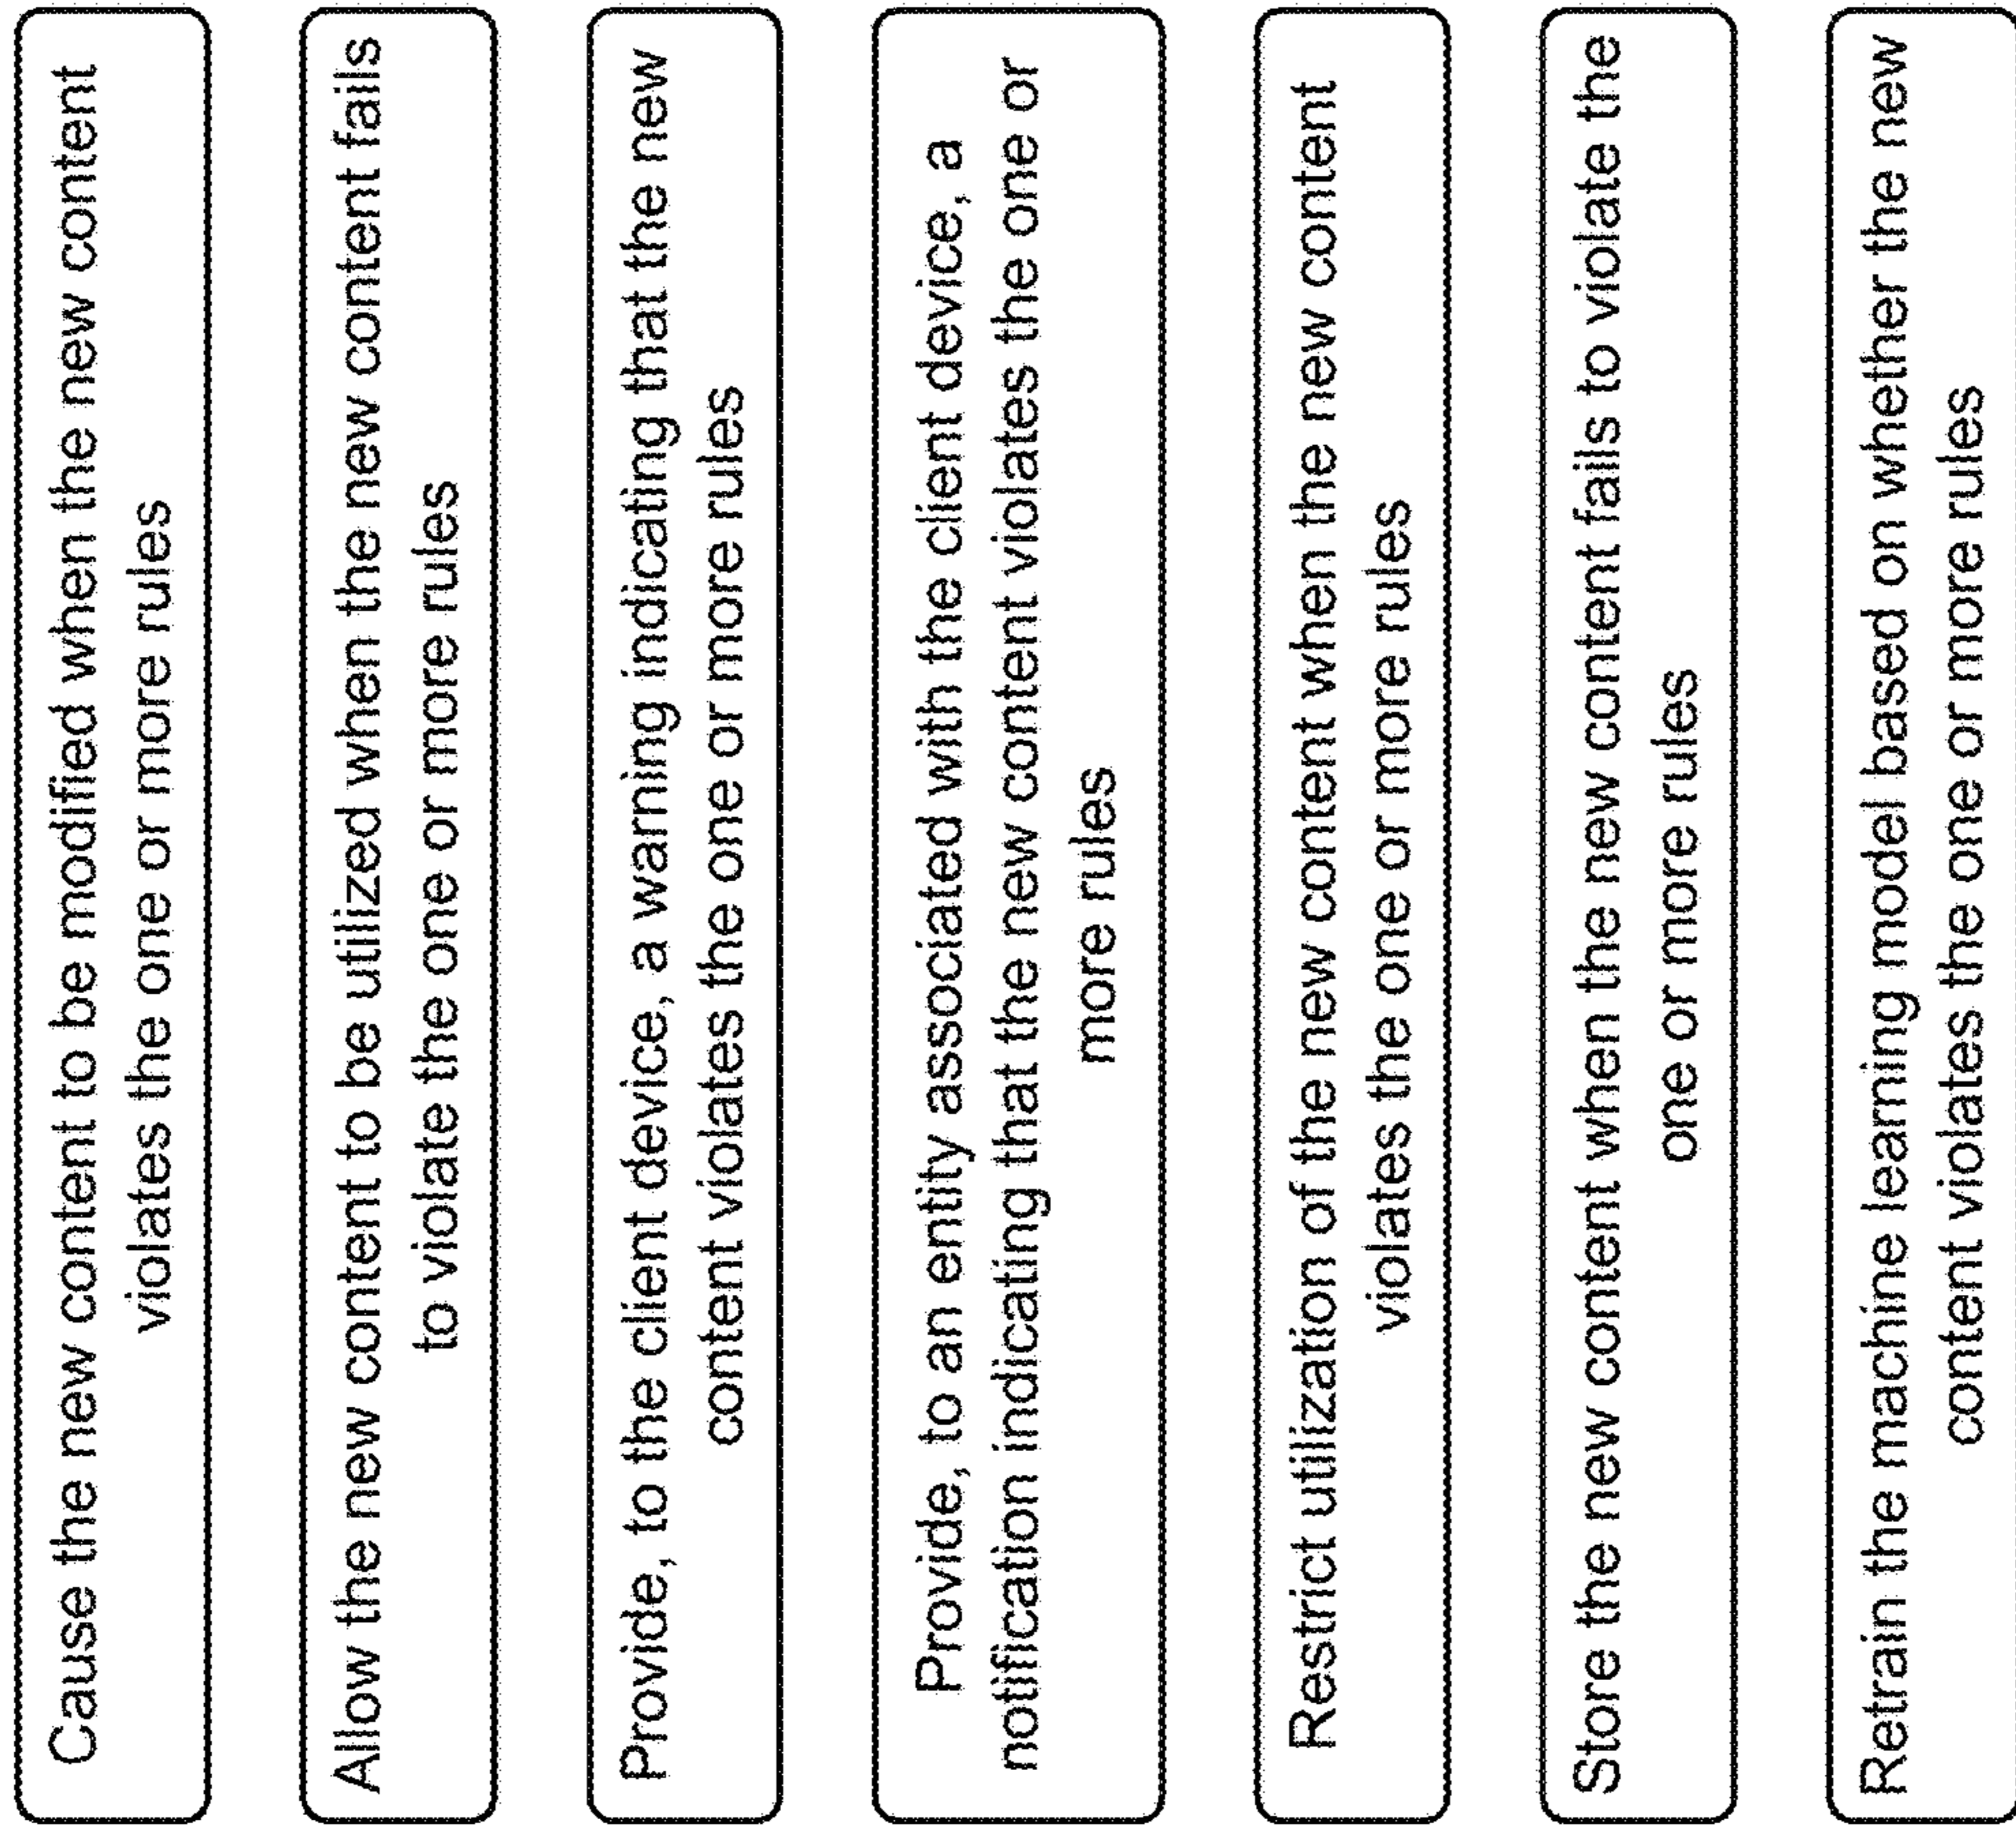 Cause the new content to be modified when the new content
violates the one or more rules
Allow the new content to be utilized when the new content fails
to violate the one or more rules
Provide, to the client device, a warning indicating that the new
content violates the one or more rules
Provide, to an entity associated with the client device, a
notification indicating that the new content violates the one or
more rules
Restrict utilization of the new content when the new content
violates the one or more rules
Store the new content when the new content fails to violate the
one or more rules
Retrain the machine learning model based on whether the new
content violates the one or more rules